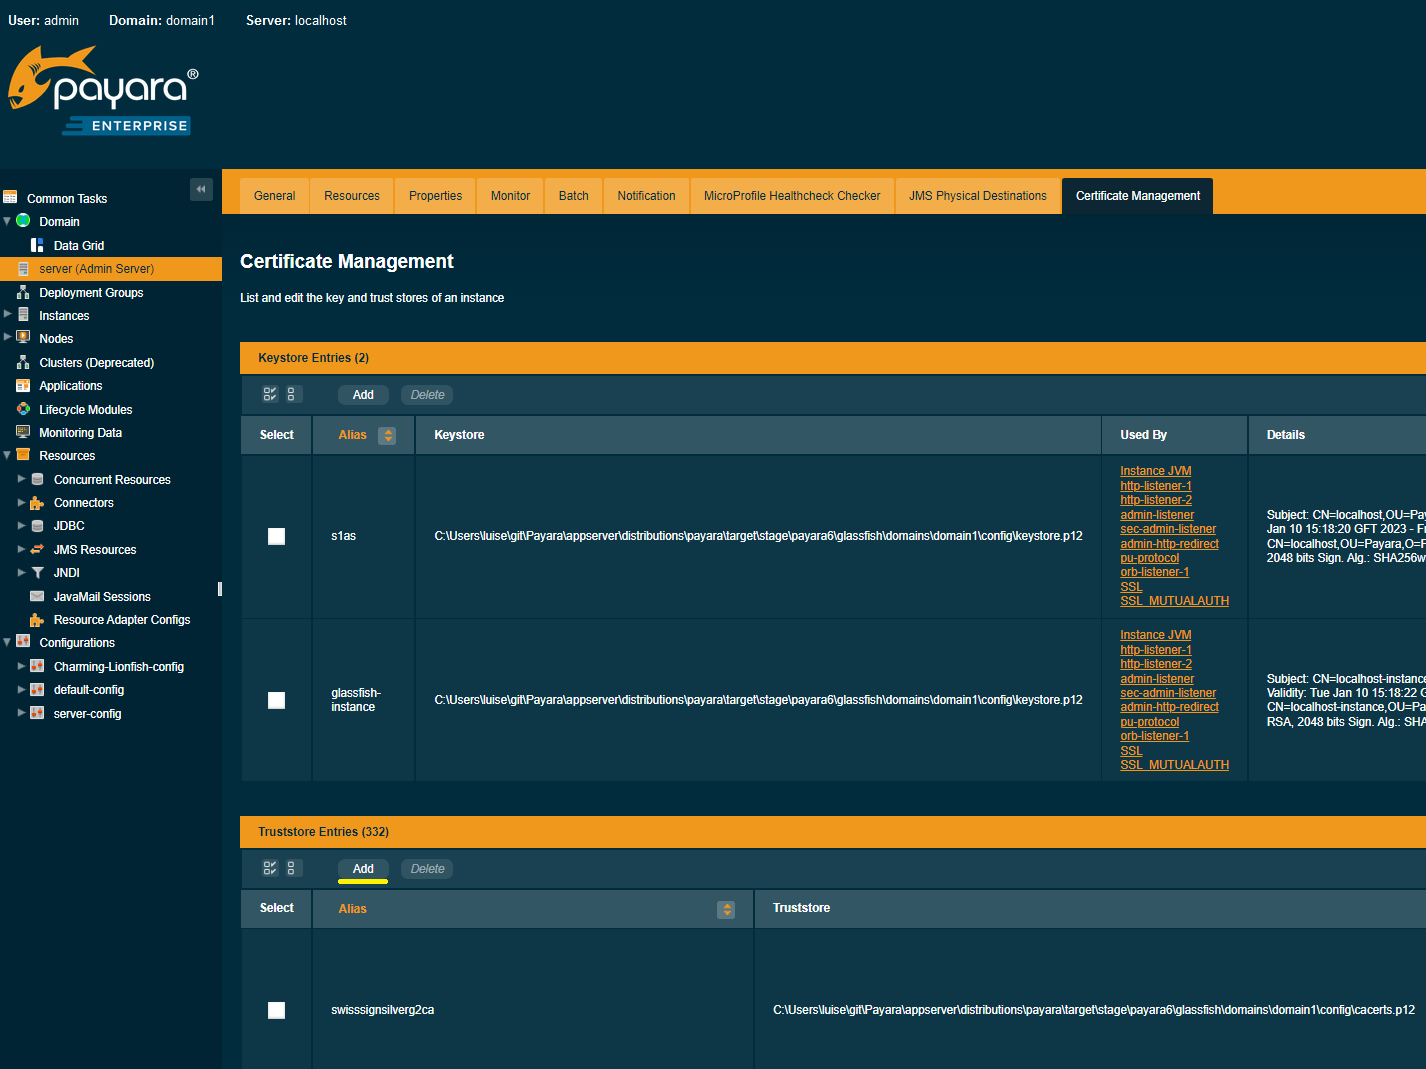 User: admin Domain: domain1 Server: localhost
payara®
ENTERPRISE
Common Tasks
Domain
Data Grid
server (Admin Server)
Deployment Groups
Instances
Nodes
Clusters (Deprecated)
Applications
Lifecycle Modules
Monitoring Data
Resources
Concurrent Resources
Connectors
JDBC
JMS Resources
JNDI
JavaMail Sessions
Resource Adapter Configs
Configurations
Charming-Lionfish-config
default-config
server-config
General Resources Properties Monitor Batch Notification MicroProfile Healthcheck Checker JMS Physical Destinations Certificate Management
Certificate Management
List and edit the key and trust stores of an instance
Keystore Entries (2)
Add Delete
Select Alias Keystore Used By Details
s1as
C:\Users\luise\git\Payara\appserver\distributions\payara\target\stage\payara6\glassfish\domains\domain1\config\keystore.p12
Instance JVM
http-listener-1
http-listener-2
admin-listener
sec-admin-listener
admin-http-redirect
pu-protocol
orb-listener-1
SSL
SSL_MUTUALAUTH
Subject: CN=localhost,OU=Pay
Jan 10 15:18:20 GFT 2023 - Fr
CN=localhost,OU=Payara,O=P
2048 bits Sign. Alg.: SHA256w
glassfish-
instance
C:\Users\luise\git\Payara\appserver\distributions\payara\target\stage\payara6\glassfish\domains\domain1\config\keystore.p12
Instance JVM
http-listener-1
http-listener-2
admin-listener
sec-admin-listener
admin-http-redirect
pu-protocol
orb-listener-1
SSL
SSL_MUTUALAUTH
Subject: CN=localhost-instance
Validity: Tue Jan 10 15:18:22 G
CN=localhost-instance,OU=Pa
RSA, 2048 bits Sign. Alg.: SHA
Truststore Entries (332)
Add Delete
Select Alias Truststore
swisssignsilverg2ca
C:\Users\luise\git\Payara\appserver\distributions\payara\target\stage\payara6\glassfish\domains\domain1\config\cacerts.p12